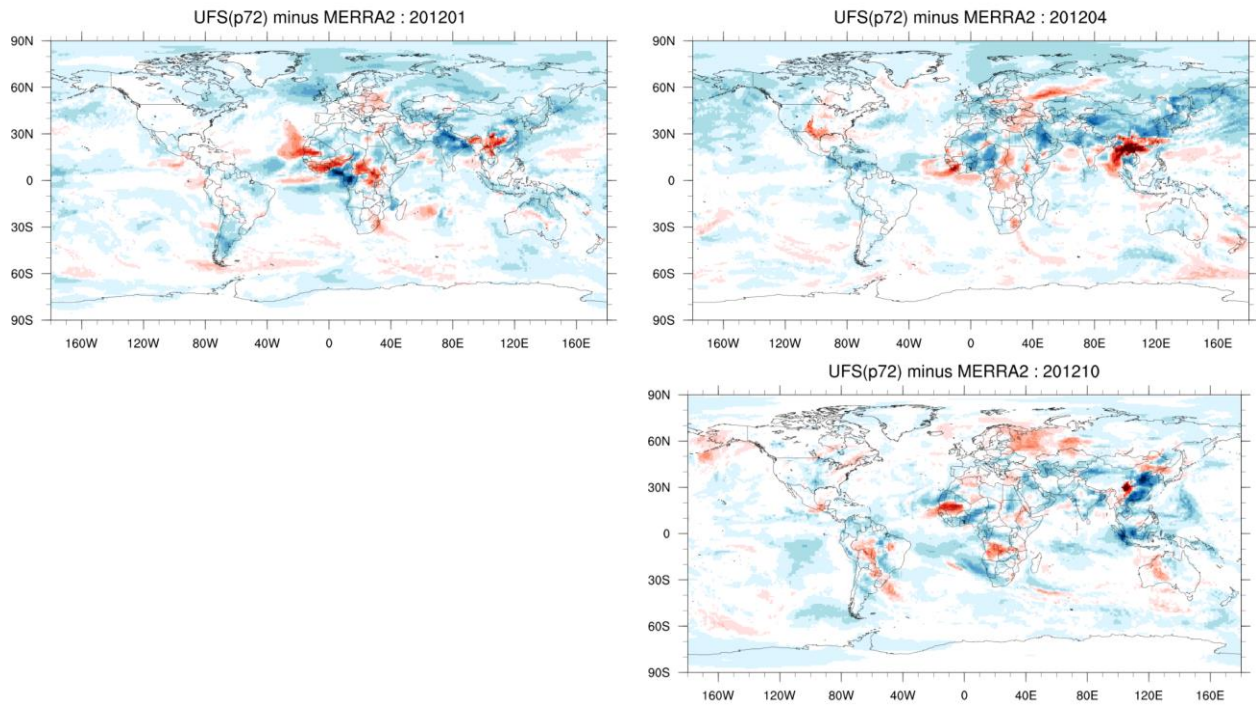 UFS(p72) minus MERRA2 : 201201
90N
60N
30N
0
30S
60S
90S
160W 120W 80W 40W 0 40E 80E 120E 160E
UFS(p72) minus MERRA2 : 201204
90N
60N
30N
0
30S
60S
90S
160W 120W 80W 40W 0 40E 80E 120E 160E
UFS(p72) minus MERRA2 : 201210
90N
60N
30N
0
30S
60S
90S
160W 120W 80W 40W 0 40E 80E 120E 160E